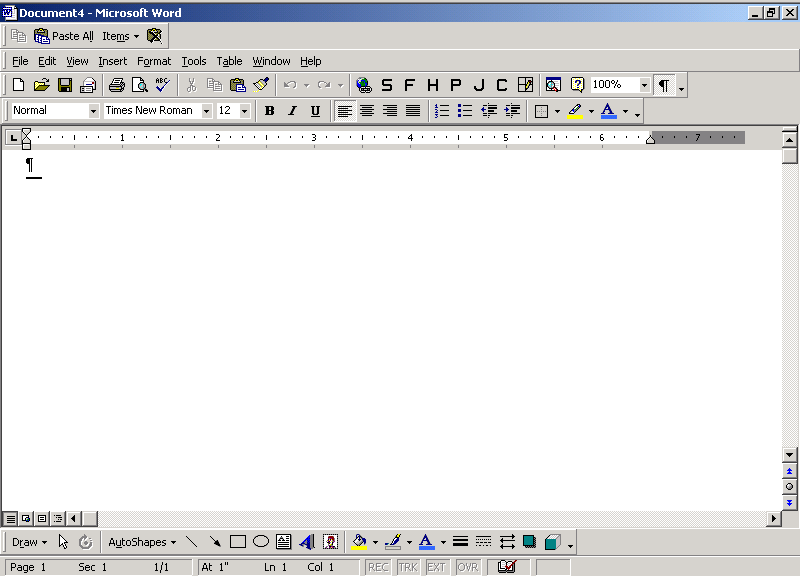 Document4 - Microsoft Word
Paste All Items
File Edit View Insert Format Tools Table Window Help
ABC S F H P J C 100% ¶
Normal Times New Roman 12 B I U A
1 2 3 4 5 6 7
¶
Draw AutoShapes A A
Page 1 Sec 1 1/1 At 1" Ln 1 Col 1 REC TRK EXT OVR